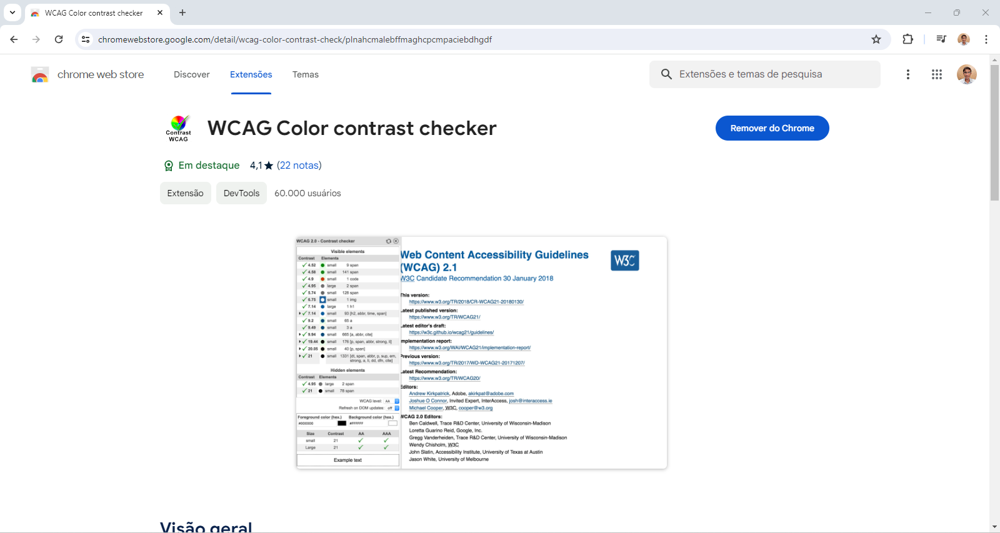 WCAG Color contrast checker
chromewebstore.google.com/detail/wcag-color-contrast-check/plnahcmalebffmaghcpcmpaciebdhgdf
chrome web store
Discover
Extensões
Temas
Extensões e temas de pesquisa
Contrast
WCAG
WCAG Color contrast checker
Remover do Chrome
Em destaque 4,1★ (22 notas)
Extensão
DevTools
60.000 usuários
WCAG 2.0 - Contrast checker
Visible elements
Contrast Elements
4.52 small 9 span
4.58 small 141 span
4.9 small 1 code
4.95 large 2 span
5.74 small 128 span
6.75 small 1 img
7.14 large 1 h1
7.14 small 93 [h2, abbr, time, span]
9.2 small 65 a
9.49 small 3 a
9.94 small 665 [a, abbr, cite]
19.44 small 176 [p, span, abbr, strong, li]
20.05 small 40 [p, span]
21 small 1331 [dt, span, abbr, p, sup, em,
strong, a, li, dd, dfn, cite]
Hidden elements
Contrast Elements
4.95 large 2 span
21 small 78 span
WCAG level: AA
Refresh on DOM updates: off
Foreground color (hex.) Background color (hex.)
#000000 #FFFFFF
Size Contrast AA AAA
small 21
Large 21
Example text
Web Content Accessibility Guidelines
(WCAG) 2.1
W3C
W3C Candidate Recommendation 30 January 2018
This version:
https://www.w3.org/TR/2018/CR-WCAG21-20180130/
Latest published version:
https://www.w3.org/TR/WCAG21/
Latest editor's draft:
https://w3c.github.io/wcag21/guidelines/
Implementation report:
https://www.w3.org/WAI/WCAG21/implementation-report/
Previous version:
https://www.w3.org/TR/2017/WD-WCAG21-20171207/
Latest Recommendation:
https://www.w3.org/TR/WCAG20/
Editors:
Andrew Kirkpatrick, Adobe, akirkpat@adobe.com
Joshue O Connor, Invited Expert, InterAccess, josh@interaccess.ie
Michael Cooper, W3C, cooper@w3.org
WCAG 2.0 Editors:
Ben Caldwell, Trace R&D Center, University of Wisconsin-Madison
Loretta Guarino Reid, Google, Inc.
Gregg Vanderheiden, Trace R&D Center, University of Wisconsin-Madison
Wendy Chisholm, W3C
John Slatin, Accessibility Institute, University of Texas at Austin
Jason White, University of Melbourne
Visão geral